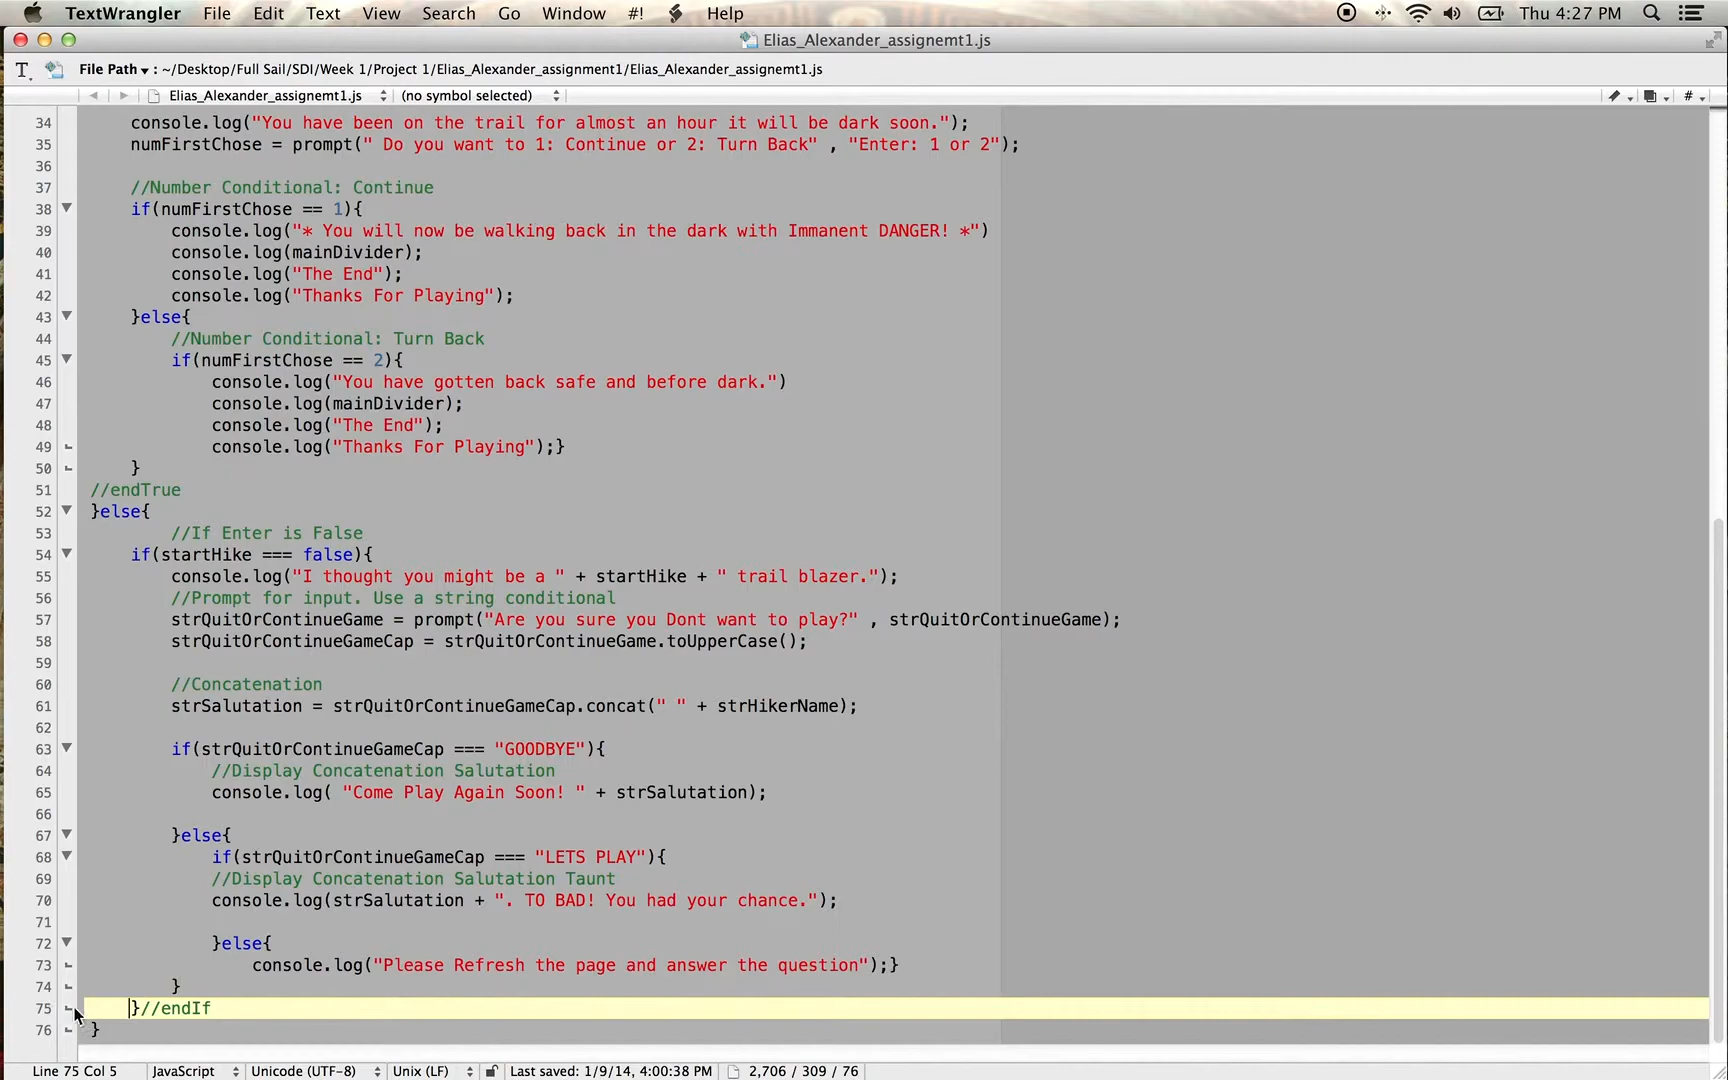 TextWrangler File Edit Text View Search Go Window #! Help Thu 4:27 PM
Elias_Alexander_assignemt1.js
File Path : ~/Desktop/Full Sail/SDI/Week 1/Project 1/Elias_Alexander_assignment1/Elias_Alexander_assignemt1.js
Elias_Alexander_assignemt1.js (no symbol selected) #
34 console.log("You have been on the trail for almost an hour it will be dark soon.");
35 numFirstChose = prompt(" Do you want to 1: Continue or 2: Turn Back" , "Enter: 1 or 2");
36
37 //Number Conditional: Continue
38 if(numFirstChose == 1){
39 console.log("* You will now be walking back in the dark with Immanent DANGER! *")
40 console.log(mainDivider);
41 console.log("The End");
42 console.log("Thanks For Playing");
43 }else{
44 //Number Conditional: Turn Back
45 if(numFirstChose == 2){
46 console.log("You have gotten back safe and before dark.")
47 console.log(mainDivider);
48 console.log("The End");
49 console.log("Thanks For Playing");}
50 }
51 //endTrue
52 }else{
53 //If Enter is False
54 if(startHike === false){
55 console.log("I thought you might be a " + startHike + " trail blazer.");
56 //Prompt for input. Use a string conditional
57 strQuitOrContinueGame = prompt("Are you sure you Dont want to play?" , strQuitOrContinueGame);
58 strQuitOrContinueGameCap = strQuitOrContinueGame.toUpperCase();
59
60 //Concatenation
61 strSalutation = strQuitOrContinueGameCap.concat(" " + strHikerName);
62
63 if(strQuitOrContinueGameCap === "GOODBYE"){
64 //Display Concatenation Salutation
65 console.log( "Come Play Again Soon! " + strSalutation);
66
67 }else{
68 if(strQuitOrContinueGameCap === "LETS PLAY"){
69 //Display Concatenation Salutation Taunt
70 console.log(strSalutation + ". TO BAD! You had your chance.");
71
72 }else{
73 console.log("Please Refresh the page and answer the question");}
74 }
75 }//endIf
76 }
Line 75 Col 5 JavaScript Unicode (UTF-8) Unix (LF) Last saved: 1/9/14, 4:00:38 PM 2,706 / 309 / 76